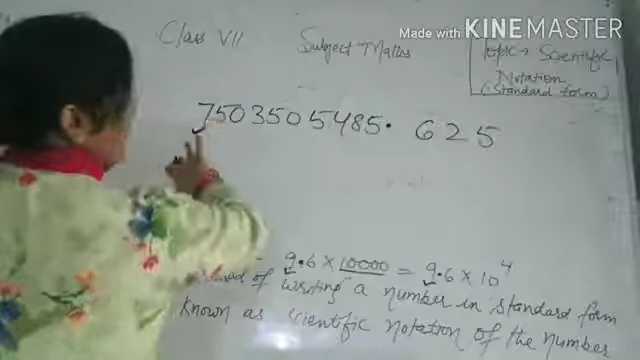 Made with KINEMASTER
Class VII Subject Maths Topic → Scientific
Notation
(Standard form)
7503505485.625
9.6 × 10000 = 9.6 × 10⁴
of writing a number in standard form
known as scientific notation of the number